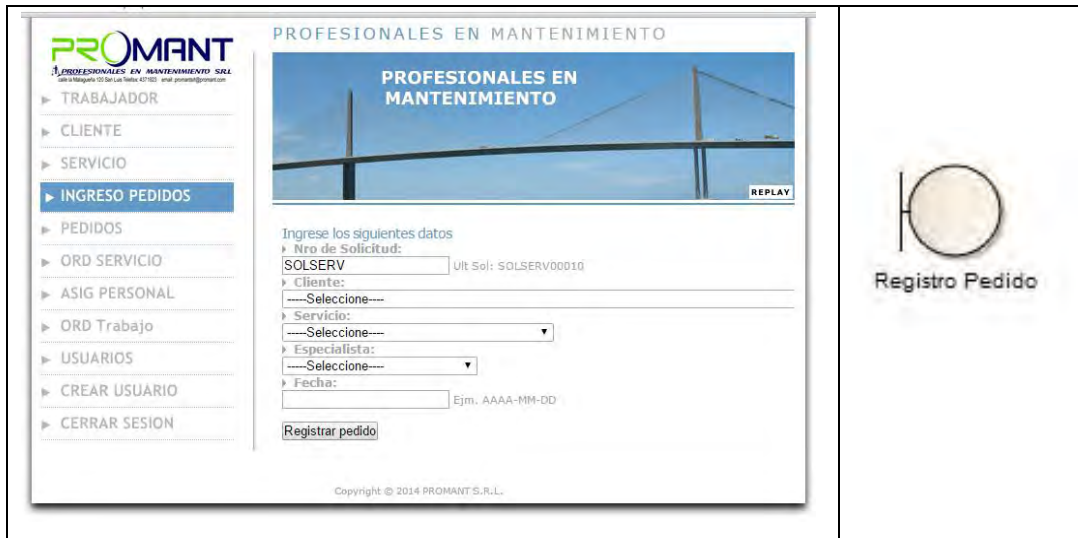 PROMANT
PROFESIONALES EN MANTENIMIENTO SRL
TRABAJADOR
CLIENTE
SERVICIO
INGRESO PEDIDOS
PEDIDOS
ORD SERVICIO
ASIG PERSONAL
ORD Trabajo
USUARIOS
CREAR USUARIO
CERRAR SESION
PROFESIONALES EN MANTENIMIENTO
PROFESIONALES EN
MANTENIMIENTO
REPLAY
Ingrese los siguientes datos
Nro de Solicitud:
SOLSERV Ult Sol: SOLSERV00010
Cliente:
-----Seleccione----
Servicio:
-----Seleccione----
Especialista:
-----Seleccione----
Fecha:
Ejm. AAAA-MM-DD
Registrar pedido
Copyright © 2014 PROMANT S.R.L.
Registro Pedido